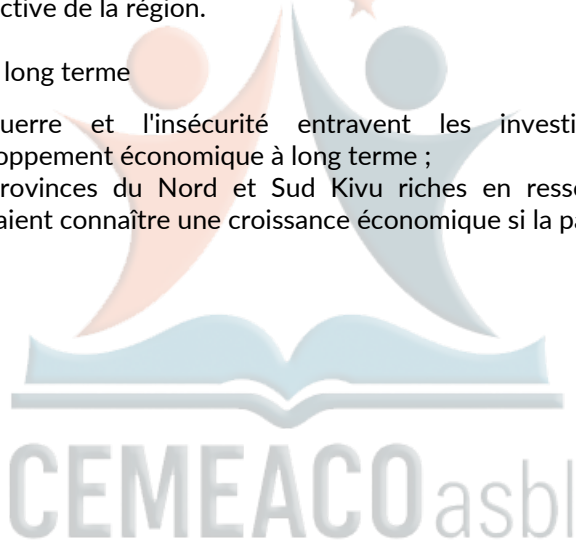 ctive de la région.
long terme
uerre et l'insécurité entravent les investi
oppement économique à long terme ;
rovinces du Nord et Sud Kivu riches en resse
aient connaître une croissance économique si la pa
CEMEACO asbl